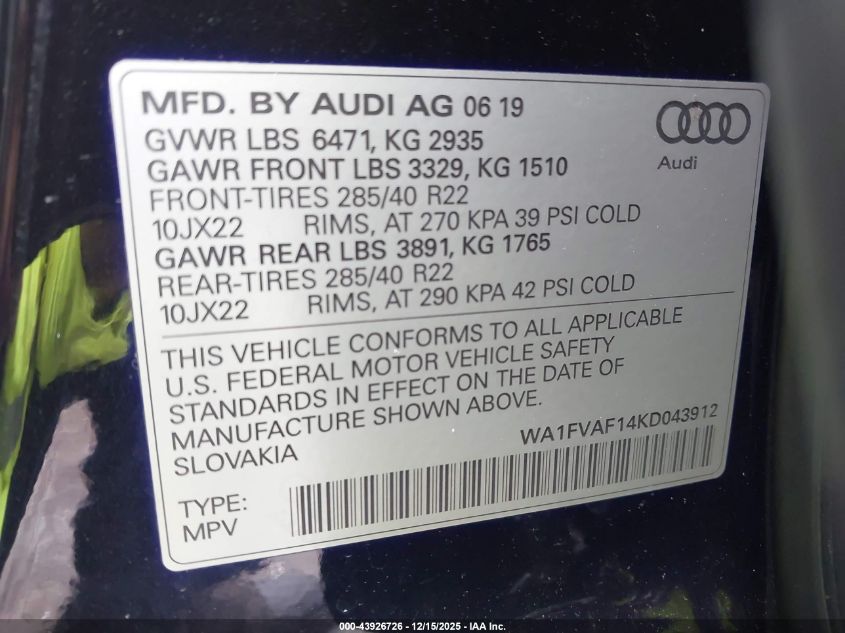 MFD. BY AUDI AG 06 19
GVWR LBS 6471, KG 2935
GAWR FRONT LBS 3329, KG 1510
FRONT-TIRES 285/40 R22
10JX22 RIMS, AT 270 KPA 39 PSI COLD
GAWR REAR LBS 3891, KG 1765
REAR-TIRES 285/40 R22
10JX22 RIMS, AT 290 KPA 42 PSI COLD
Audi
THIS VEHICLE CONFORMS TO ALL APPLICABLE
U.S. FEDERAL MOTOR VEHICLE SAFETY
STANDARDS IN EFFECT ON THE DATE OF
MANUFACTURE SHOWN ABOVE.
SLOVAKIA
WA1FVAF14KD043912
TYPE:
MPV
000-43926726 - 12/15/2025 - IAA Inc.